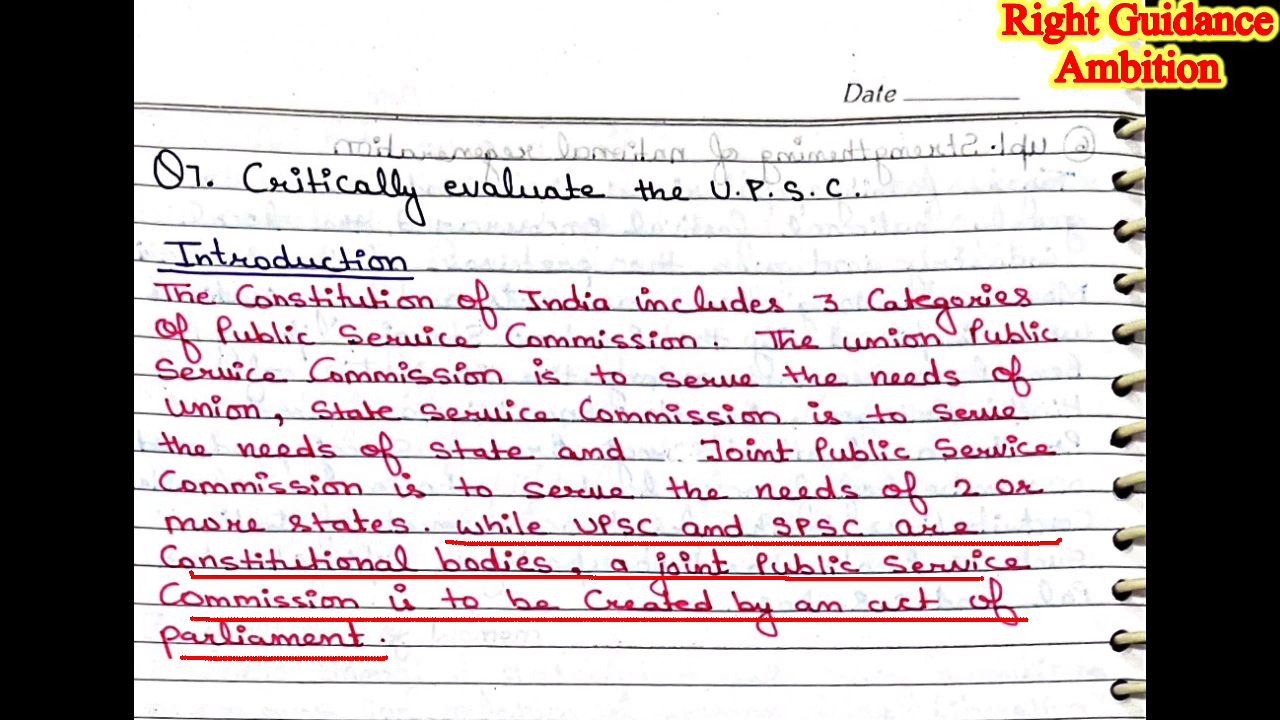 Right Guidance
Ambition
Date
Q7. Critically evaluate the U.P.S.C.
Introduction
The Constitution of India includes 3 Categories
of Public Service Commission. The union Public
Service Commission is to serve the needs of
union, State Service Commission is to serve
the needs of state and Joint Public Service
Commission is to serve the needs of 2 or
more states. while UPSC and SPSC are
Constitutional bodies, a joint Public Service
Commission is to be Created by an act of
parliament.